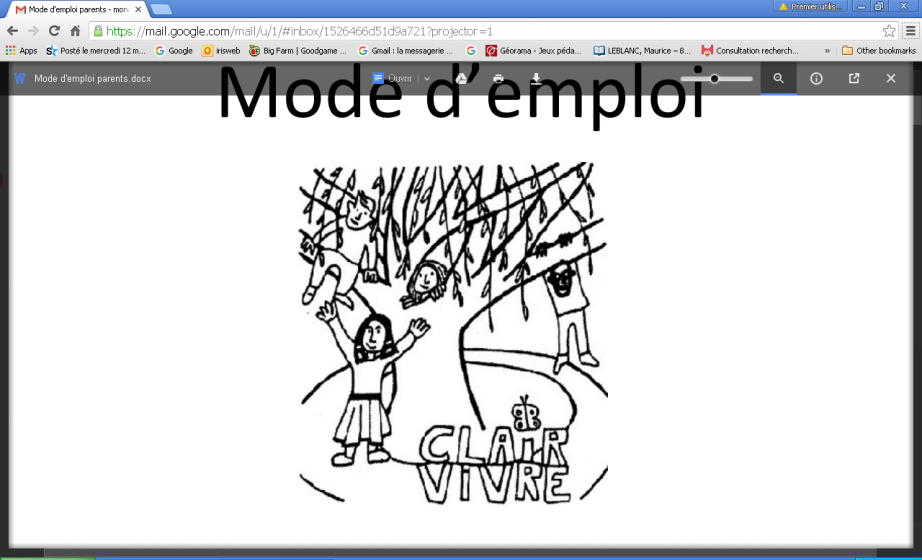 Mode d'emploi parents - mon
Premier utilis...
https://mail.google.com/mail/u/1/#inbox/1526466d51d9a721?projector=1
Apps Posté le mercredi 12 m... Google irisweb Big Farm | Goodgame ... Gmail : la messagerie ... Géorama - Jeux péda... LEBLANC, Maurice – 8... Consultation recherch... » Other bookmarks
W Mode d'emploi parents.docx Ouvrir
Mode d'emploi
CLAIR
ViVRE